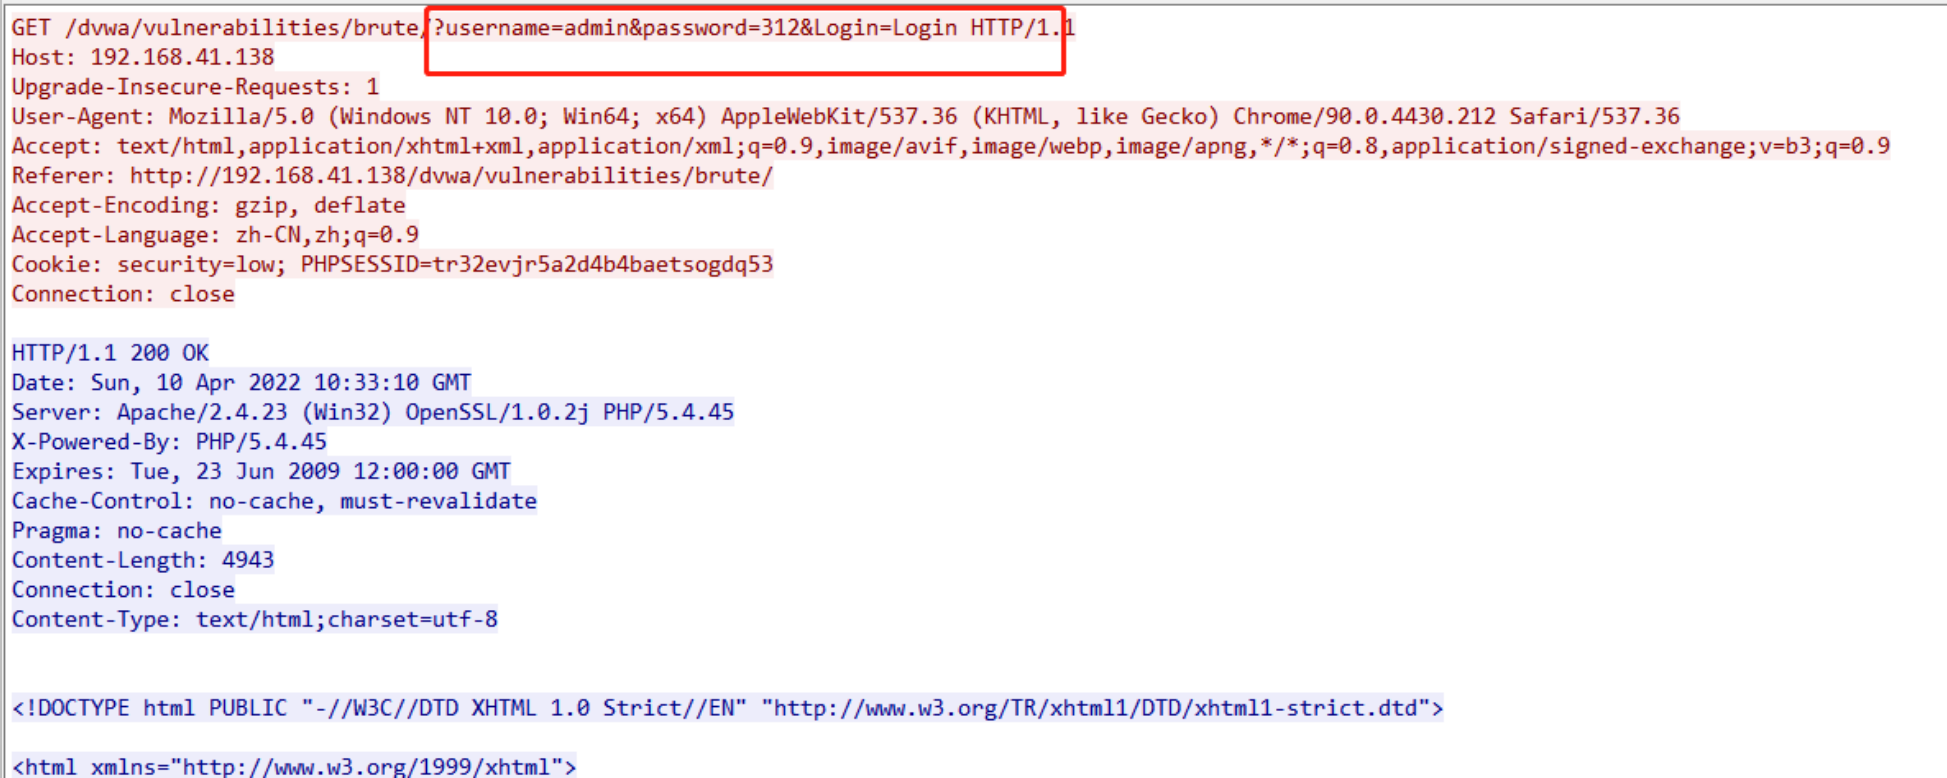 GET /dvwa/vulnerabilities/brute/?username=admin&password=312&Login=Login HTTP/1.1
Host: 192.168.41.138
Upgrade-Insecure-Requests: 1
User-Agent: Mozilla/5.0 (Windows NT 10.0; Win64; x64) AppleWebKit/537.36 (KHTML, like Gecko) Chrome/90.0.4430.212 Safari/537.36
Accept: text/html,application/xhtml+xml,application/xml;q=0.9,image/avif,image/webp,image/apng,*/*;q=0.8,application/signed-exchange;v=b3;q=0.9
Referer: http://192.168.41.138/dvwa/vulnerabilities/brute/
Accept-Encoding: gzip, deflate
Accept-Language: zh-CN,zh;q=0.9
Cookie: security=low; PHPSESSID=tr32evjr5a2d4b4baetsogdq53
Connection: close
HTTP/1.1 200 OK
Date: Sun, 10 Apr 2022 10:33:10 GMT
Server: Apache/2.4.23 (Win32) OpenSSL/1.0.2j PHP/5.4.45
X-Powered-By: PHP/5.4.45
Expires: Tue, 23 Jun 2009 12:00:00 GMT
Cache-Control: no-cache, must-revalidate
Pragma: no-cache
Content-Length: 4943
Connection: close
Content-Type: text/html;charset=utf-8
<!DOCTYPE html PUBLIC "-//W3C//DTD XHTML 1.0 Strict//EN" "http://www.w3.org/TR/xhtml1/DTD/xhtml1-strict.dtd">
<html xmlns="http://www.w3.org/1999/xhtml">